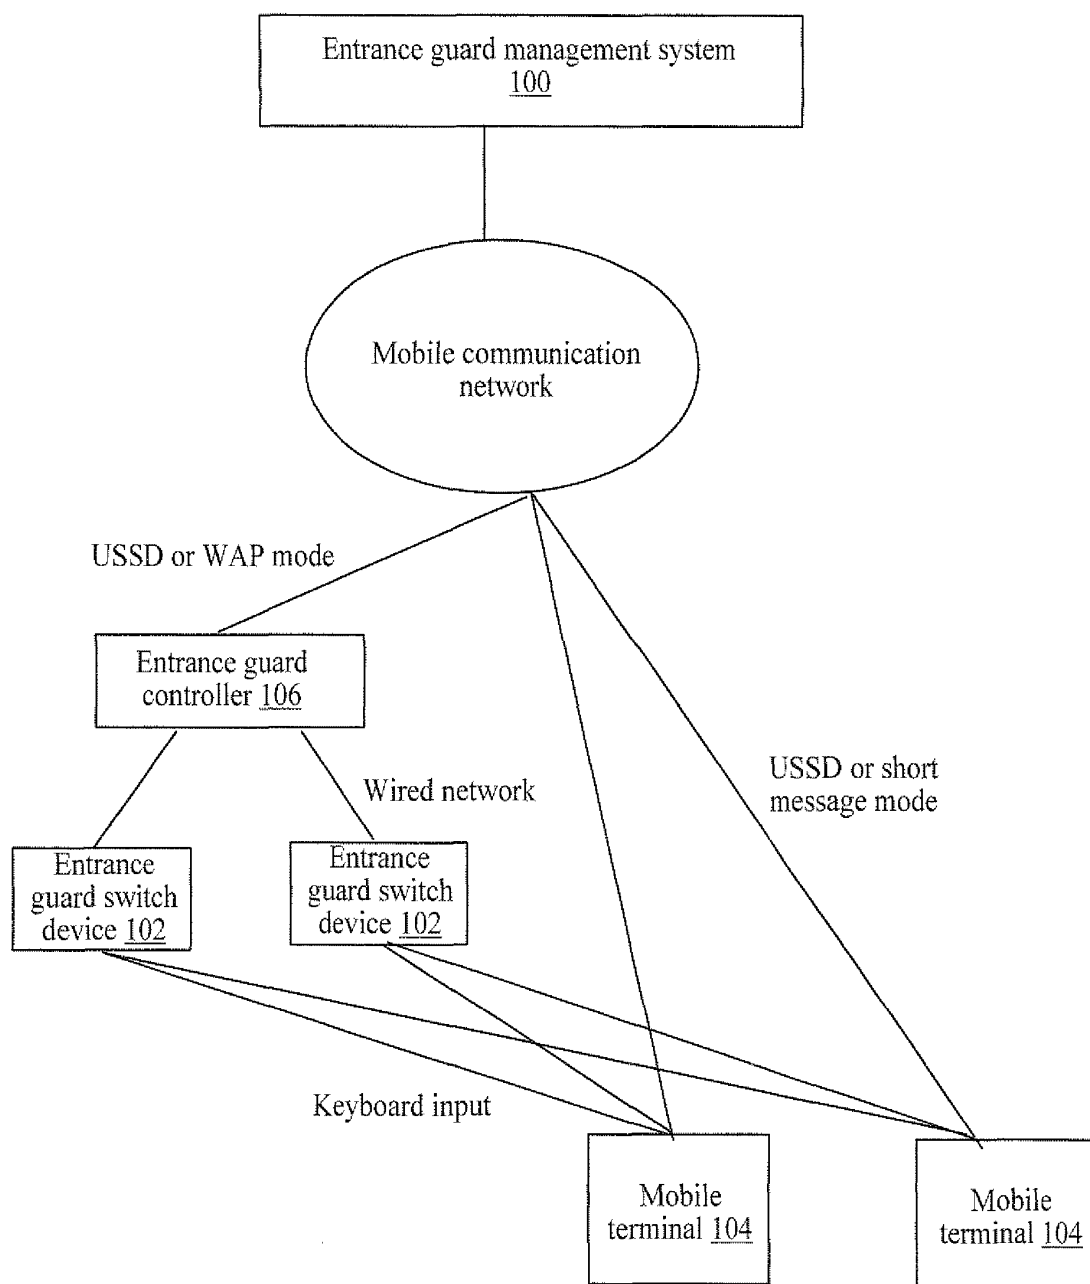 Entrance guard management system
100
Mobile communication
network
USSD or WAP mode
Entrance guard
controller 106
Wired network
USSD or short
message mode
Entrance
guard switch
device 102
Entrance
guard switch
device 102
Keyboard input
Mobile
terminal 104
Mobile
terminal 104